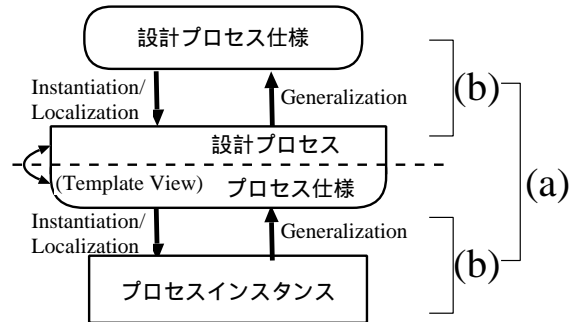 設計プロセス仕様
Instantiation/
Localization
Generalization
(b)
設計プロセス
(Template View)
プロセス仕様
(a)
Instantiation/
Localization
Generalization
(b)
プロセスインスタンス